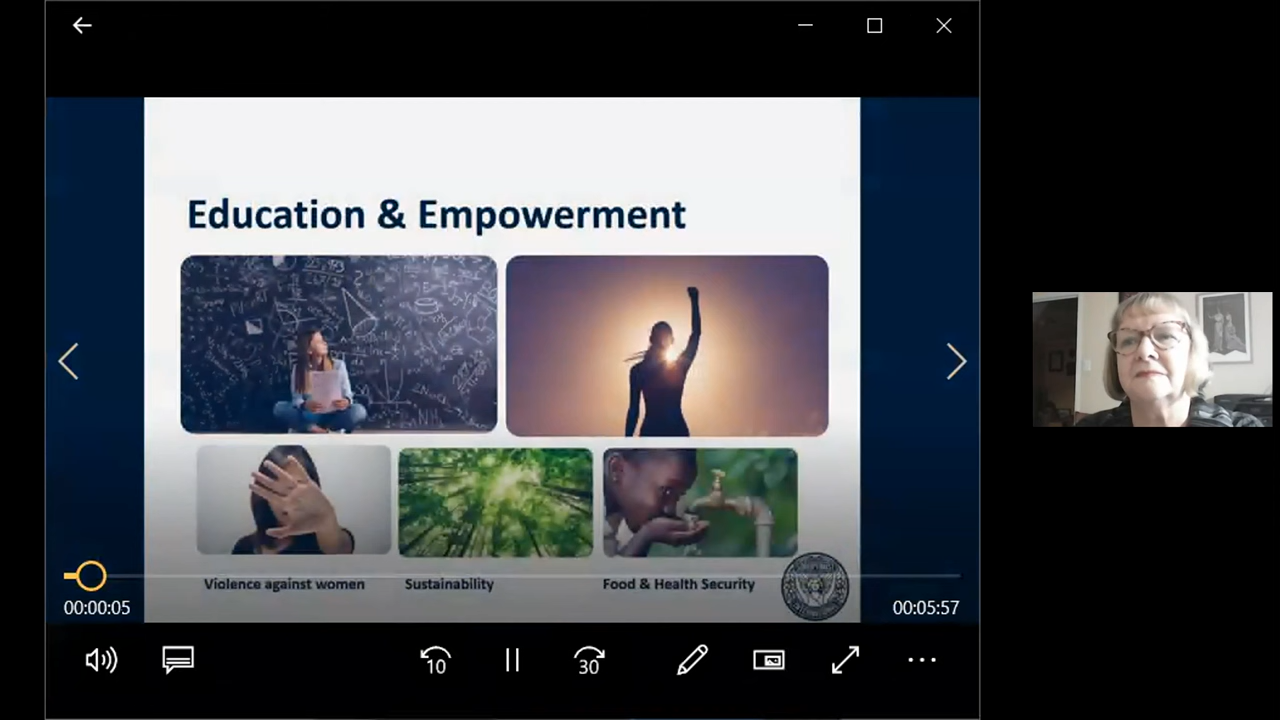 Education & Empowerment
Violence against women
Sustainability
Food & Health Security
00:00:05
00:05:57
10
30